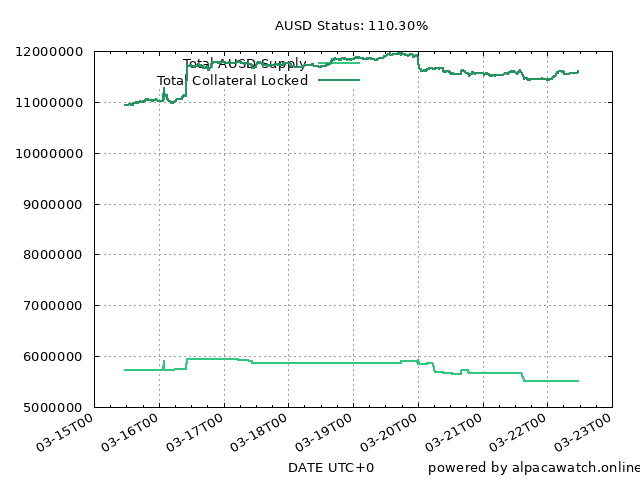 AUSD Status: 110.30%
12000000
Total AUSD Supply
Total Collateral Locked
11000000
10000000
9000000
8000000
7000000
6000000
5000000
03-15T00 03-16T00 03-17T00 03-18T00 03-19T00 03-20T00 03-21T00 03-22T00 03-23T00
DATE UTC+0 powered by alpacawatch.online